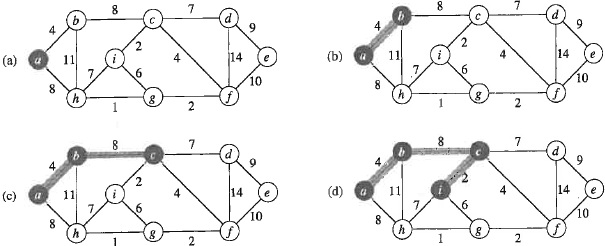 (a) a 4 b 8 c 7 d 9 e 8 11 i 2 4 14 10 7 6 h 1 g 2 f
(b) a 4 b 8 c 7 d 9 e 8 11 i 2 4 14 10 7 6 h 1 g 2 f
(c) a 4 b 8 c 7 d 9 e 8 11 i 2 4 14 10 7 6 h 1 g 2 f
(d) a 4 b 8 c 7 d 9 e 8 11 i 2 4 14 10 7 6 h 1 g 2 f